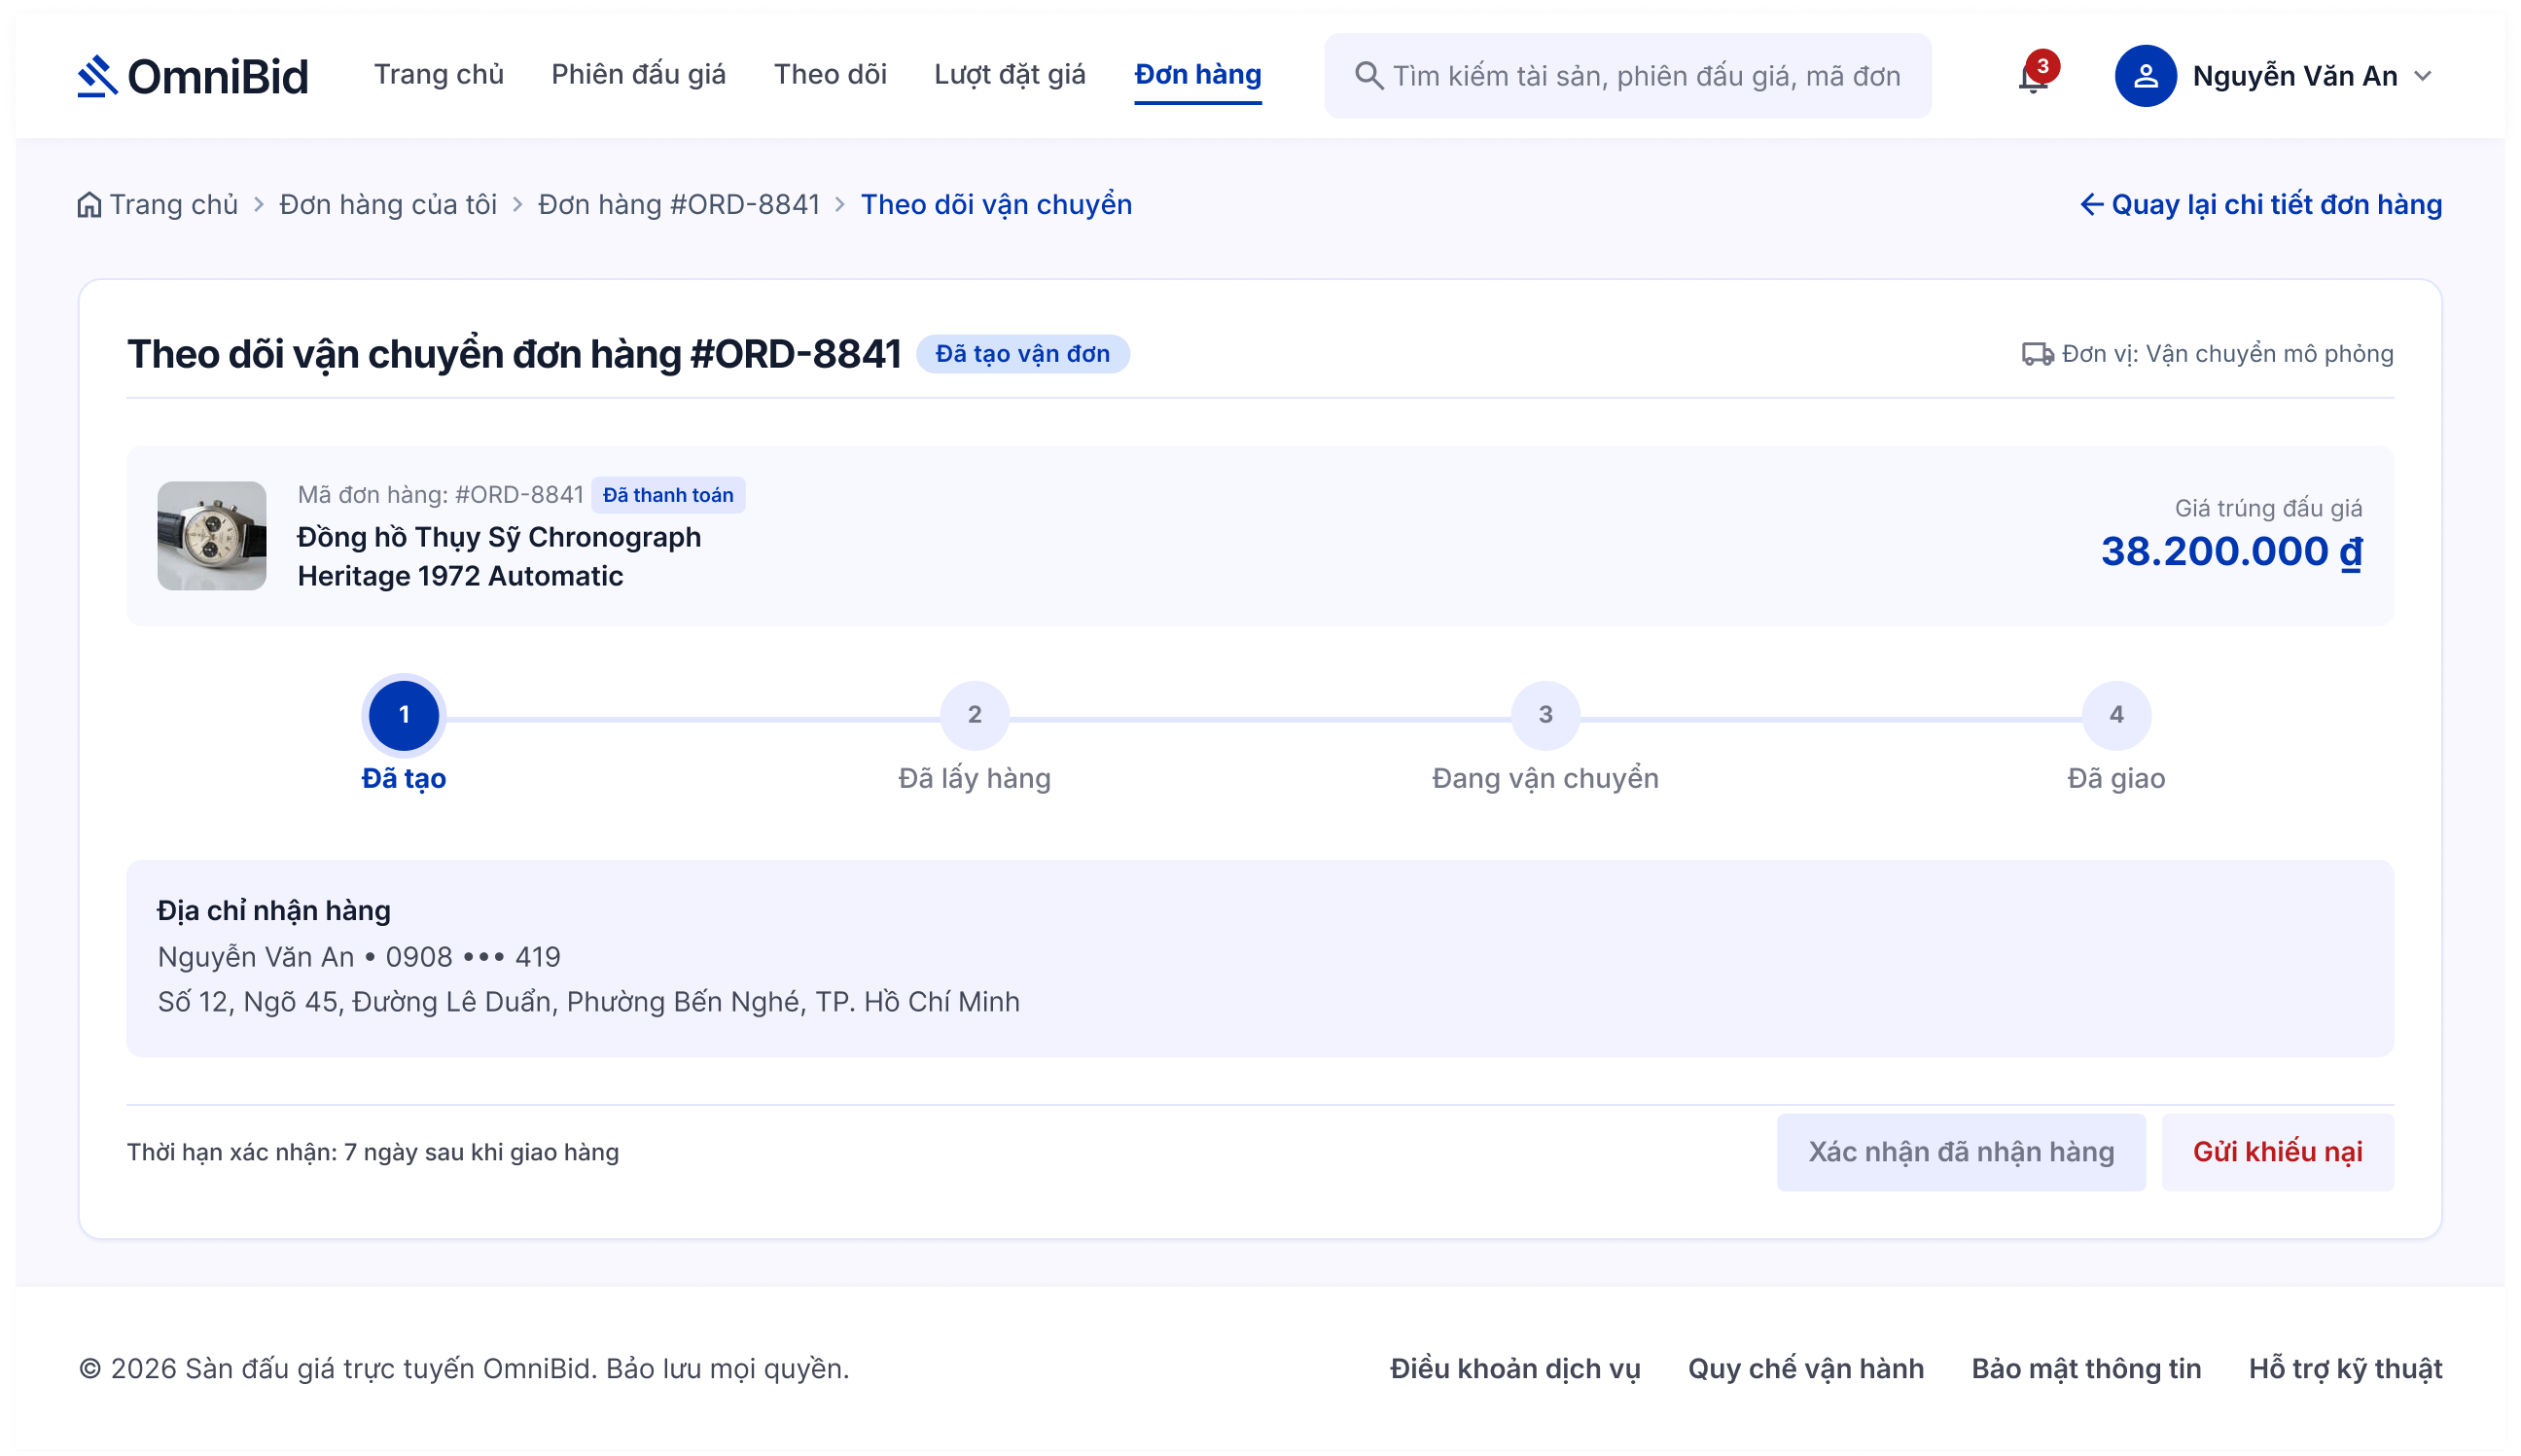 OmniBid
Trang chủ
Phiên đấu giá
Theo dõi
Lượt đặt giá
Đơn hàng
Tìm kiếm tài sản, phiên đấu giá, mã đơn
3
Nguyễn Văn An
Trang chủ > Đơn hàng của tôi > Đơn hàng #ORD-8841 > Theo dõi vận chuyển
← Quay lại chi tiết đơn hàng
Theo dõi vận chuyển đơn hàng #ORD-8841
Đã tạo vận đơn
Đơn vị: Vận chuyển mô phỏng
Mã đơn hàng: #ORD-8841
Đã thanh toán
Đồng hồ Thụy Sỹ Chronograph
Heritage 1972 Automatic
Giá trúng đấu giá
38.200.000 ₫
1
Đã tạo
2
Đã lấy hàng
3
Đang vận chuyển
4
Đã giao
Địa chỉ nhận hàng
Nguyễn Văn An • 0908 ••• 419
Số 12, Ngõ 45, Đường Lê Duẩn, Phường Bến Nghé, TP. Hồ Chí Minh
Thời hạn xác nhận: 7 ngày sau khi giao hàng
Xác nhận đã nhận hàng
Gửi khiếu nại
© 2026 Sàn đấu giá trực tuyến OmniBid. Bảo lưu mọi quyền.
Điều khoản dịch vụ
Quy chế vận hành
Bảo mật thông tin
Hỗ trợ kỹ thuật